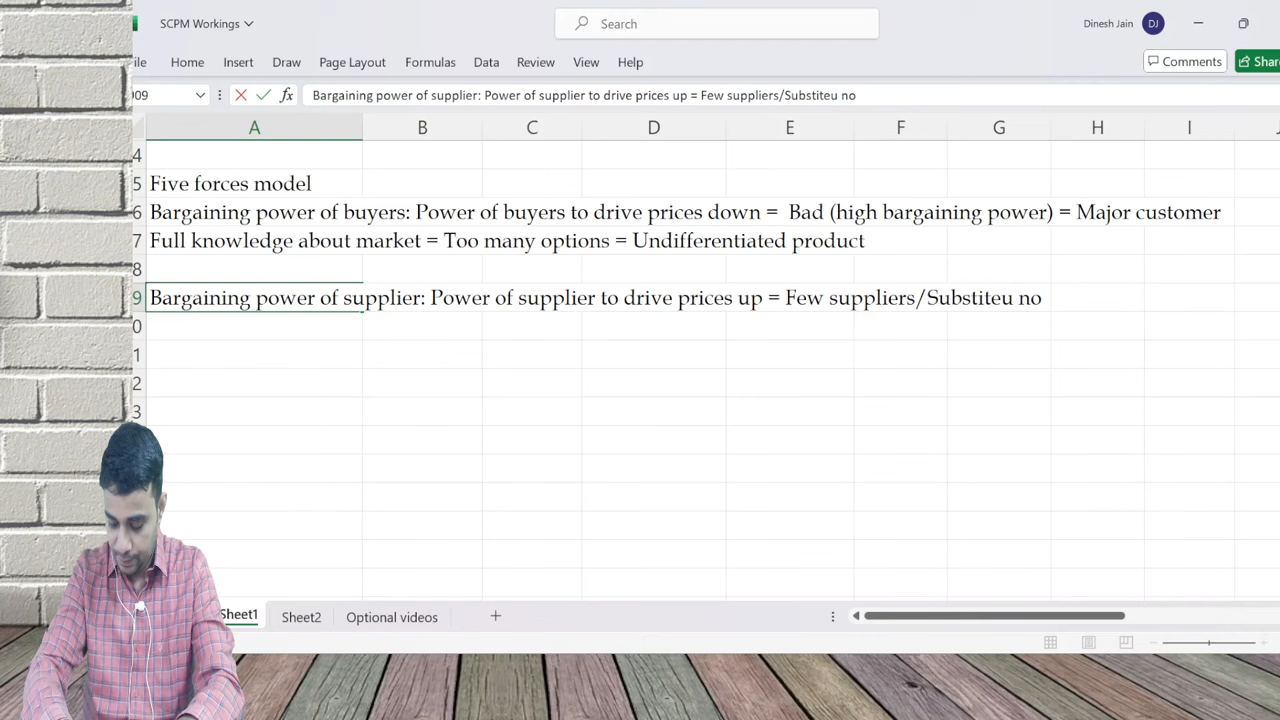 SCPM Workings
Search
Dinesh Jain
DJ
ile Home Insert Draw Page Layout Formulas Data Review View Help
Comments
Shar
09
fx
Bargaining power of supplier: Power of supplier to drive prices up = Few suppliers/Substiteu no
A B C D E F G H I
4
5 Five forces model
6 Bargaining power of buyers: Power of buyers to drive prices down = Bad (high bargaining power) = Major customer
7 Full knowledge about market = Too many options = Undifferentiated product
8
9 Bargaining power of supplier: Power of supplier to drive prices up = Few suppliers/Substiteu no
0
1
2
3
Sheet1 Sheet2 Optional videos